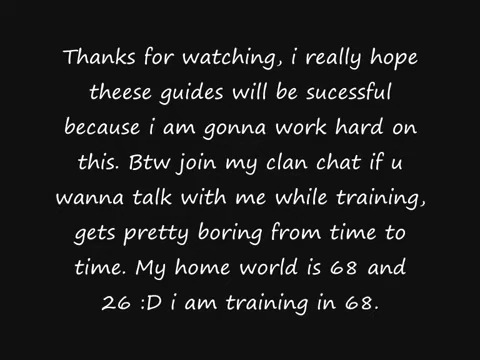 Thanks for watching, i really hope
theese guides will be sucessful
because i am gonna work hard on
this. Btw join my clan chat if u
wanna talk with me while training,
gets pretty boring from time to
time. My home world is 68 and
26 :D i am training in 68.